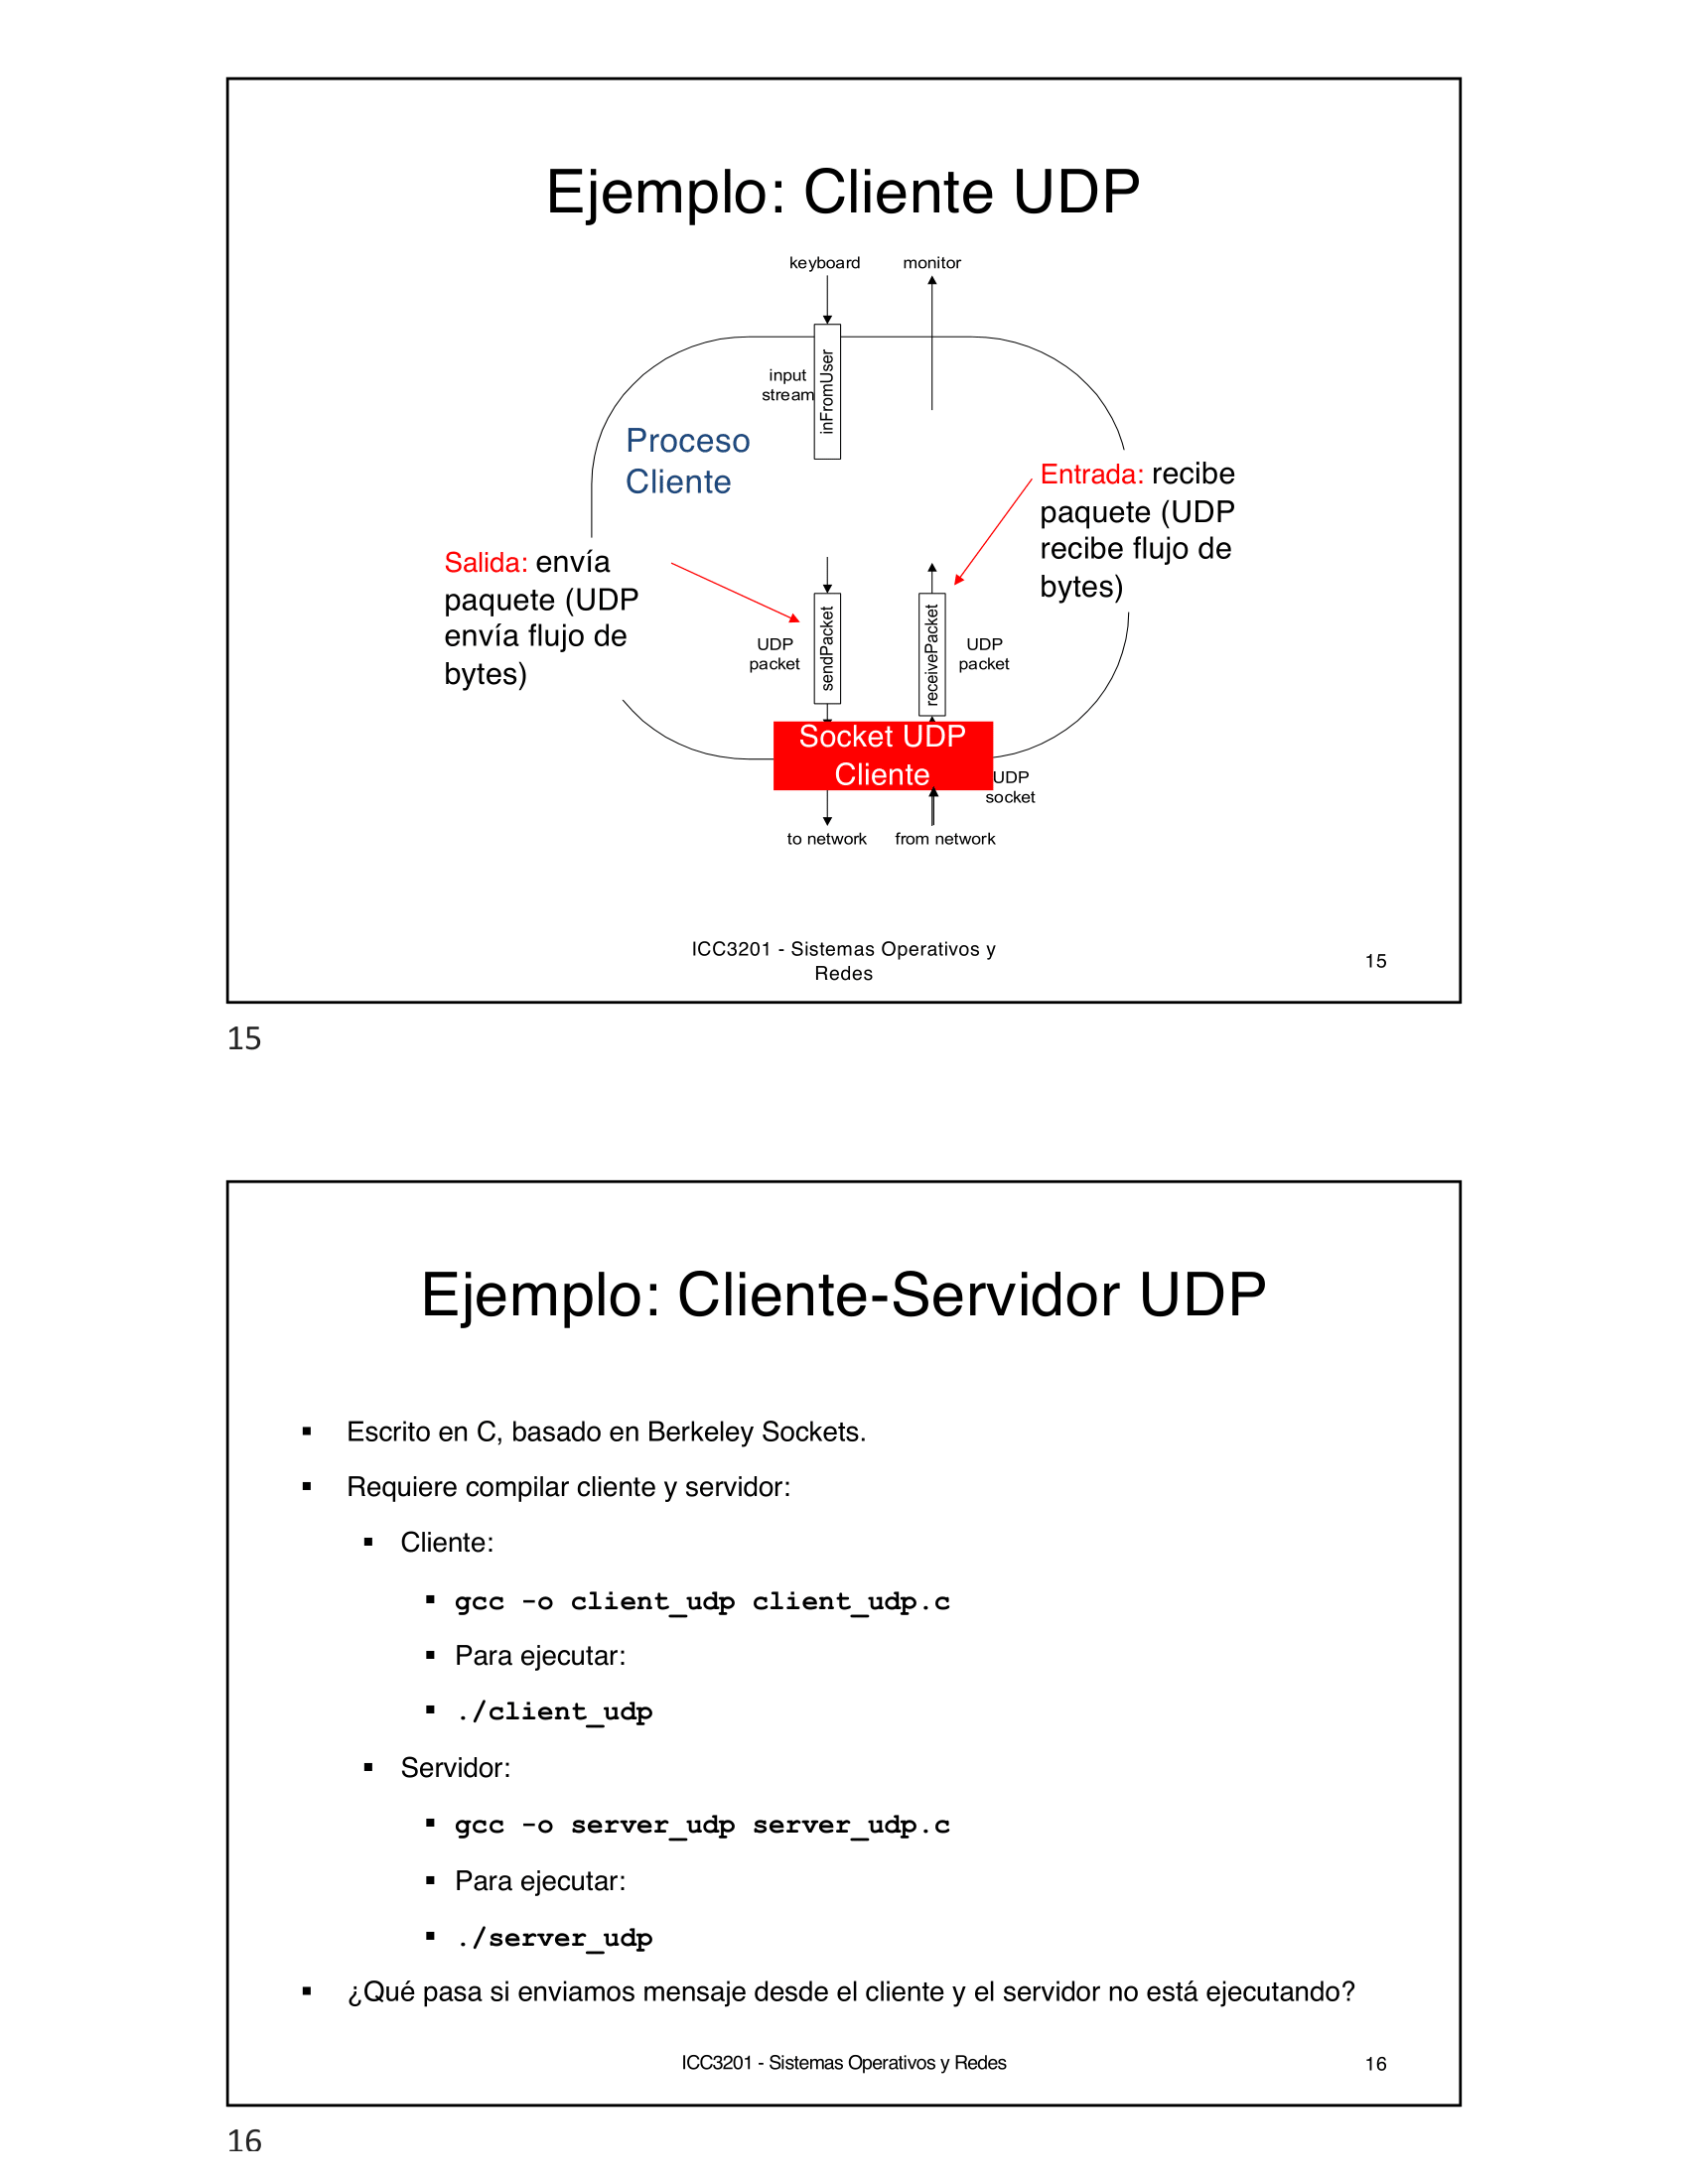 Ejemplo: Cliente UDP
keyboard
monitor
input
stream
inFromUser
Proceso
Cliente
Entrada: recibe
paquete (UDP
recibe flujo de
bytes)
Salida: envía
paquete (UDP
envía flujo de
bytes)
UDP
packet
sendPacket
receivePacket
UDP
packet
Socket UDP
Cliente
UDP
socket
to network
from network
ICC3201 - Sistemas Operativos y
Redes
15
15
Ejemplo: Cliente-Servidor UDP
▪ Escrito en C, basado en Berkeley Sockets.
▪ Requiere compilar cliente y servidor:
▪ Cliente:
▪ gcc -o client_udp client_udp.c
▪ Para ejecutar:
▪ ./client_udp
▪ Servidor:
▪ gcc -o server_udp server_udp.c
▪ Para ejecutar:
▪ ./server_udp
▪ ¿Qué pasa si enviamos mensaje desde el cliente y el servidor no está ejecutando?
ICC3201 - Sistemas Operativos y Redes
16
16